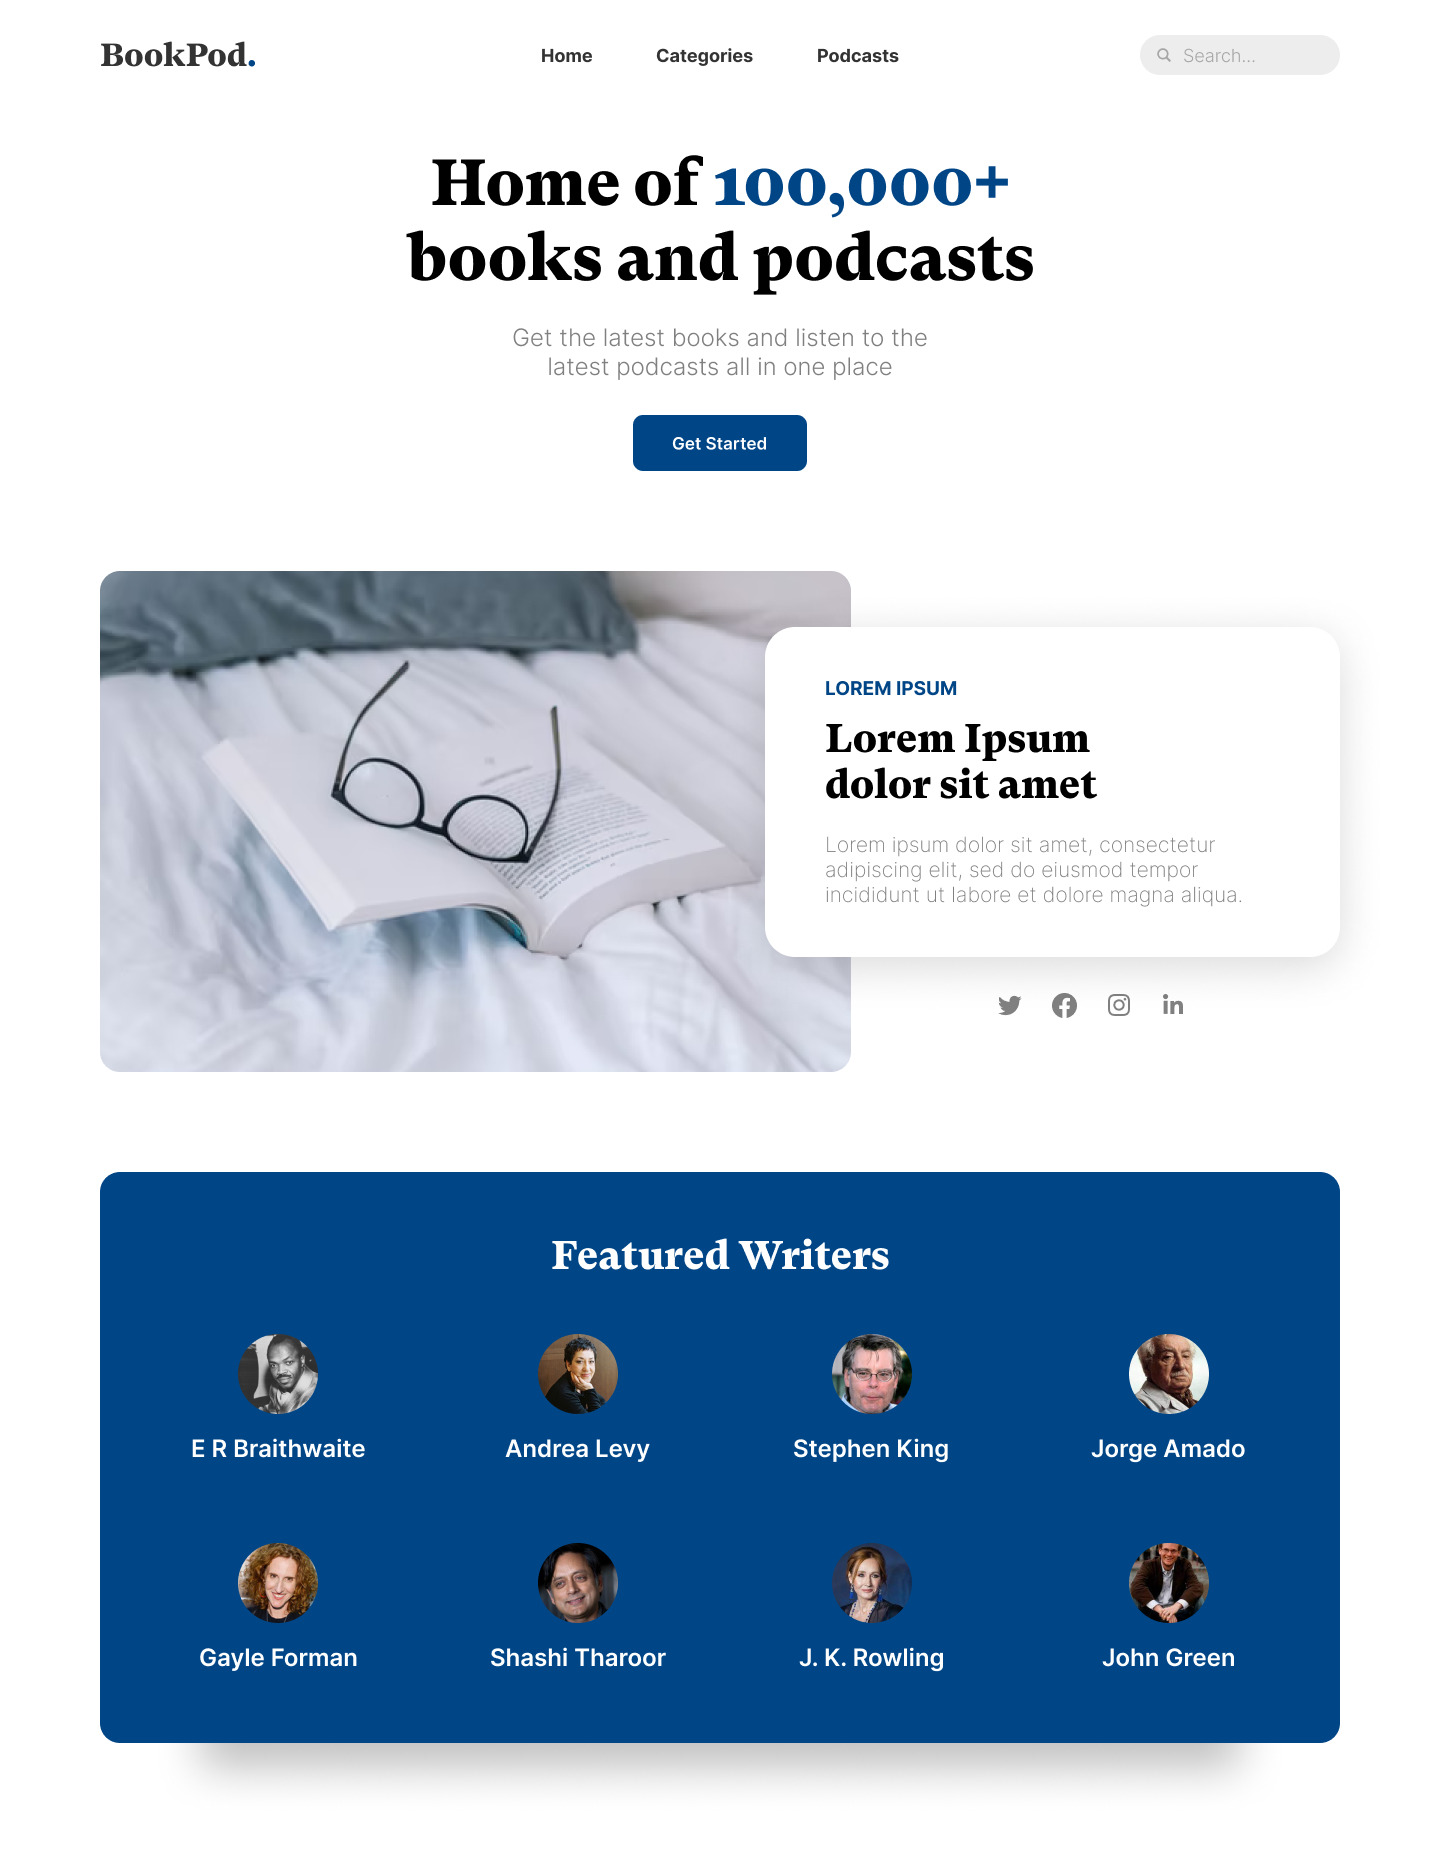 BookPod.
Home
Categories
Podcasts
Search...
Home of 100,000+
books and podcasts
Get the latest books and listen to the
latest podcasts all in one place
Get Started
LOREM IPSUM
Lorem Ipsum
dolor sit amet
Lorem ipsum dolor sit amet, consectetur
adipiscing elit, sed do eiusmod tempor
incididunt ut labore et dolore magna aliqua.
Featured Writers
E R Braithwaite
Andrea Levy
Stephen King
Jorge Amado
Gayle Forman
Shashi Tharoor
J. K. Rowling
John Green